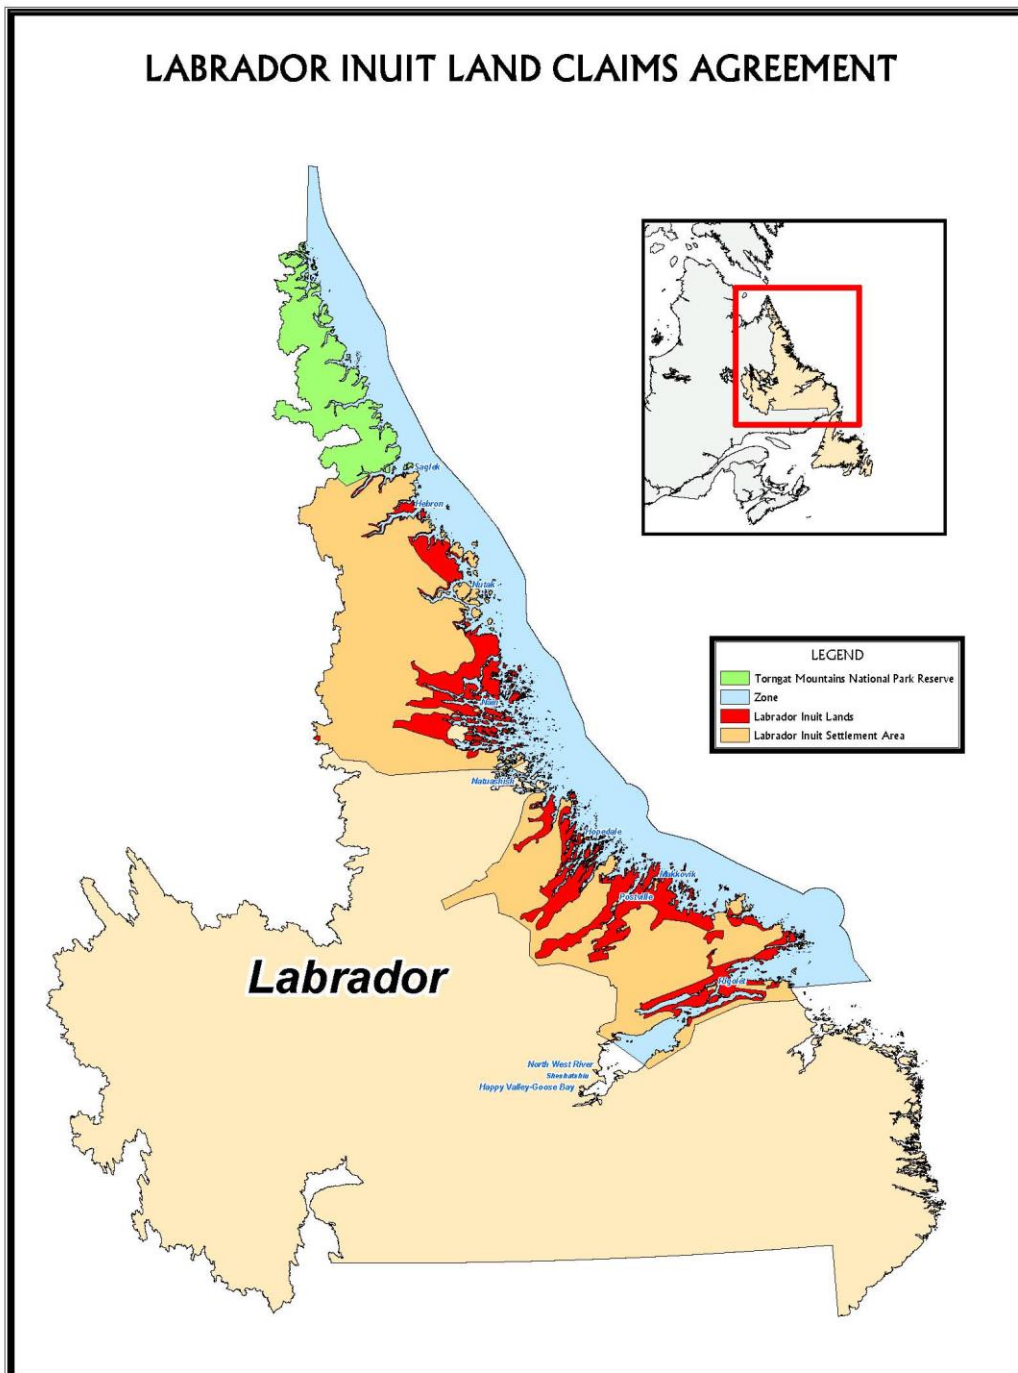 LABRADOR INUIT LAND CLAIMS AGREEMENT
Saglek
Hebron
Nutak
LEGEND
Torngat Mountains National Park Reserve
Zone
Labrador Inuit Lands
Labrador Inuit Settlement Area
Nain
Natuashish
Hopedale
Makkovik
Postville
Labrador
Rigolet
North West River
Sheshatshiu
Happy Valley-Goose Bay